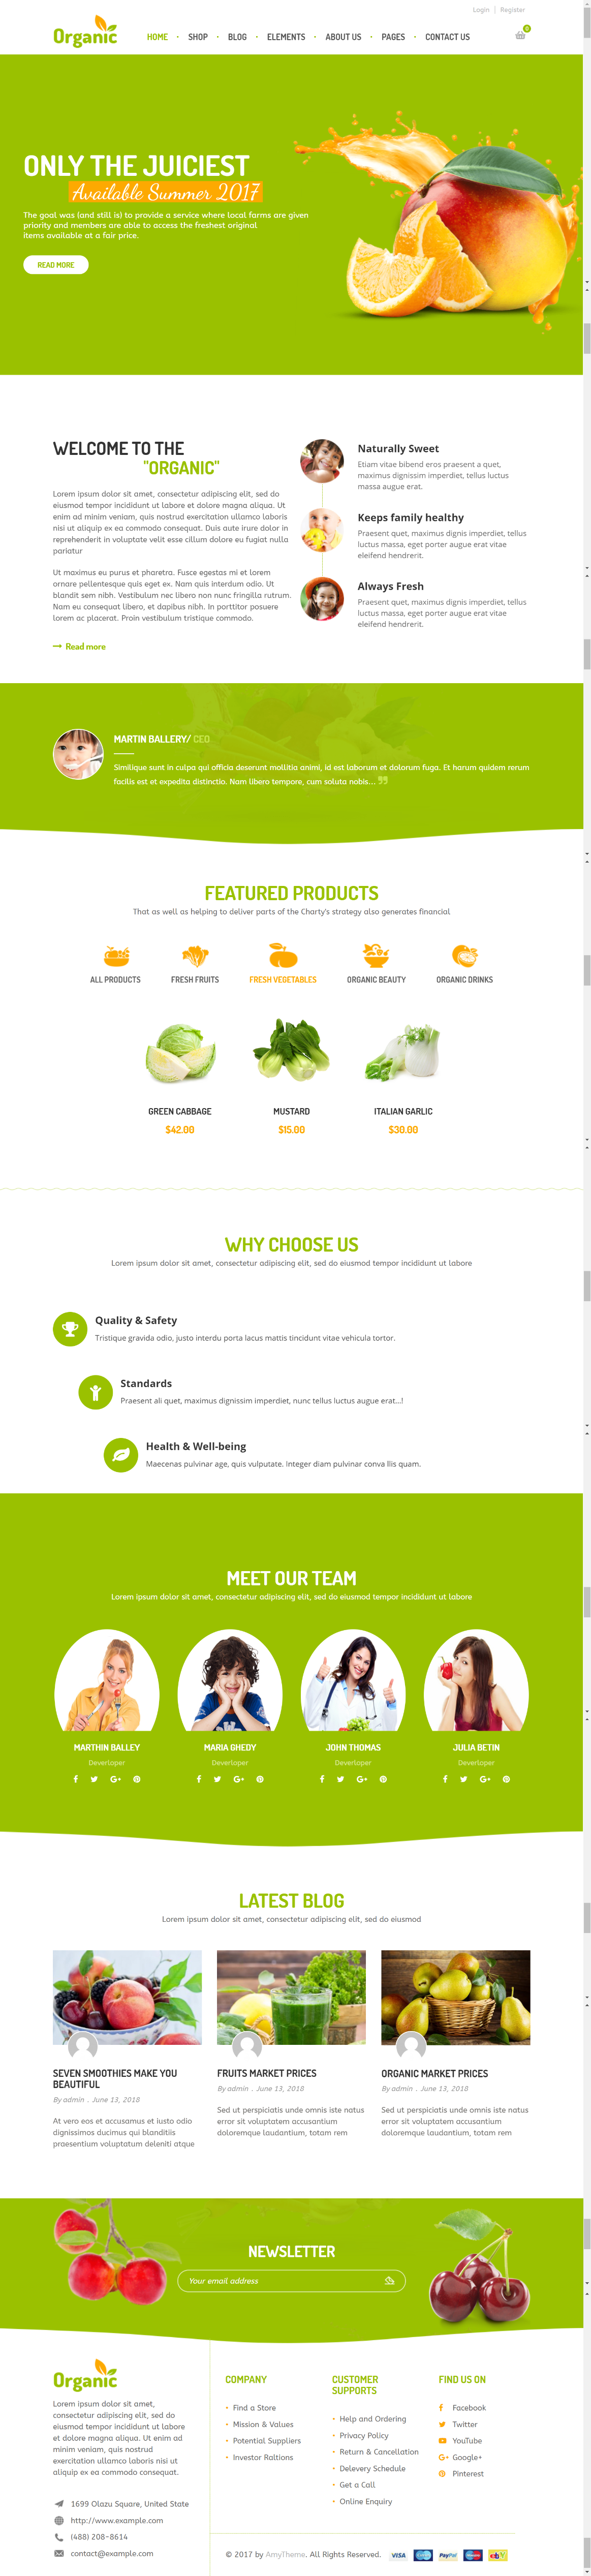 Login | Register
Organic
HOME • SHOP • BLOG • ELEMENTS • ABOUT US • PAGES • CONTACT US
0
ONLY THE JUICIEST
Available Summer 2017
The goal was (and still is) to provide a service where local farms are given
priority and members are able to access the freshest original
items available at a fair price.
READ MORE
WELCOME TO THE
"ORGANIC"
Lorem ipsum dolor sit amet, consectetur adipiscing elit, sed do
eiusmod tempor incididunt ut labore et dolore magna aliqua. Ut
enim ad minim veniam, quis nostrud exercitation ullamco laboris
nisi ut aliquip ex ea commodo consequat. Duis aute irure dolor in
reprehenderit in voluptate velit esse cillum dolore eu fugiat nulla
pariatur
Ut maximus eu purus et pharetra. Fusce egestas mi et lorem
ornare pellentesque quis eget ex. Nam quis interdum odio. Ut
blandit sem nibh. Vestibulum nec libero non nunc fringilla rutrum.
Nam eu consequat libero, et dapibus nibh. In porttitor posuere
lorem ac placerat. Proin vestibulum tristique commodo.
Read more
Naturally Sweet
Etiam vitae bibend eros praesent a quet,
maximus dignissim imperdiet, tellus luctus
massa augue erat.
Keeps family healthy
Praesent quet, maximus dignis imperdiet, tellus
luctus massa, eget porter augue erat vitae
eleifend hendrerit.
Always Fresh
Praesent quet, maximus dignis imperdiet, tellus
luctus massa, eget porter augue erat vitae
eleifend hendrerit.
MARTIN BALLERY/ CEO
Similique sunt in culpa qui officia deserunt mollitia animi, id est laborum et dolorum fuga. Et harum quidem rerum
facilis est et expedita distinctio. Nam libero tempore, cum soluta nobis...
FEATURED PRODUCTS
That as well as helping to deliver parts of the Charty's strategy also generates financial
ALL PRODUCTS
FRESH FRUITS
FRESH VEGETABLES
ORGANIC BEAUTY
ORGANIC DRINKS
GREEN CABBAGE
MUSTARD
ITALIAN GARLIC
$42.00
$15.00
$30.00
WHY CHOOSE US
Lorem ipsum dolor sit amet, consectetur adipiscing elit, sed do eiusmod tempor incididunt ut labore
Quality & Safety
Tristique gravida odio, justo interdu porta lacus mattis tincidunt vitae vehicula tortor.
Standards
Praesent ali quet, maximus dignissim imperdiet, nunc tellus luctus augue erat...!
Health & Well-being
Maecenas pulvinar age, quis vulputate. Integer diam pulvinar conva llis quam.
MEET OUR TEAM
Lorem ipsum dolor sit amet, consectetur adipiscing elit, sed do eiusmod tempor incididunt ut labore
MARTHIN BALLEY
MARIA GHEDY
JOHN THOMAS
JULIA BETIN
Deverloper
Deverloper
Deverloper
Deverloper
LATEST BLOG
Lorem ipsum dolor sit amet, consectetur adipiscing elit, sed do eiusmod
SEVEN SMOOTHIES MAKE YOU
BEAUTIFUL
By admin . June 13, 2018
At vero eos et accusamus et iusto odio
dignissimos ducimus qui blanditiis
praesentium voluptatum deleniti atque
FRUITS MARKET PRICES
By admin . June 13, 2018
Sed ut perspiciatis unde omnis iste natus
error sit voluptatem accusantium
doloremque laudantium, totam rem
ORGANIC MARKET PRICES
By admin . June 13, 2018
Sed ut perspiciatis unde omnis iste natus
error sit voluptatem accusantium
doloremque laudantium, totam rem
NEWSLETTER
Your email address
Organic
Lorem ipsum dolor sit amet,
consectetur adipiscing elit, sed do
eiusmod tempor incididunt ut labore
et dolore magna aliqua. Ut enim ad
minim veniam, quis nostrud
exercitation ullamco laboris nisi ut
aliquip ex ea commodo consequat.
1699 Olazu Square, United State
http://www.example.com
(488) 208-8614
contact@example.com
COMPANY
Find a Store
Mission & Values
Potential Suppliers
Investor Raltions
CUSTOMER
SUPPORTS
Help and Ordering
Privacy Policy
Return & Cancellation
Delevery Schedule
Get a Call
Online Enquiry
FIND US ON
Facebook
Twitter
YouTube
Google+
Pinterest
© 2017 by AmyTheme. All Rights Reserved.
VISA
PayPal
ebY